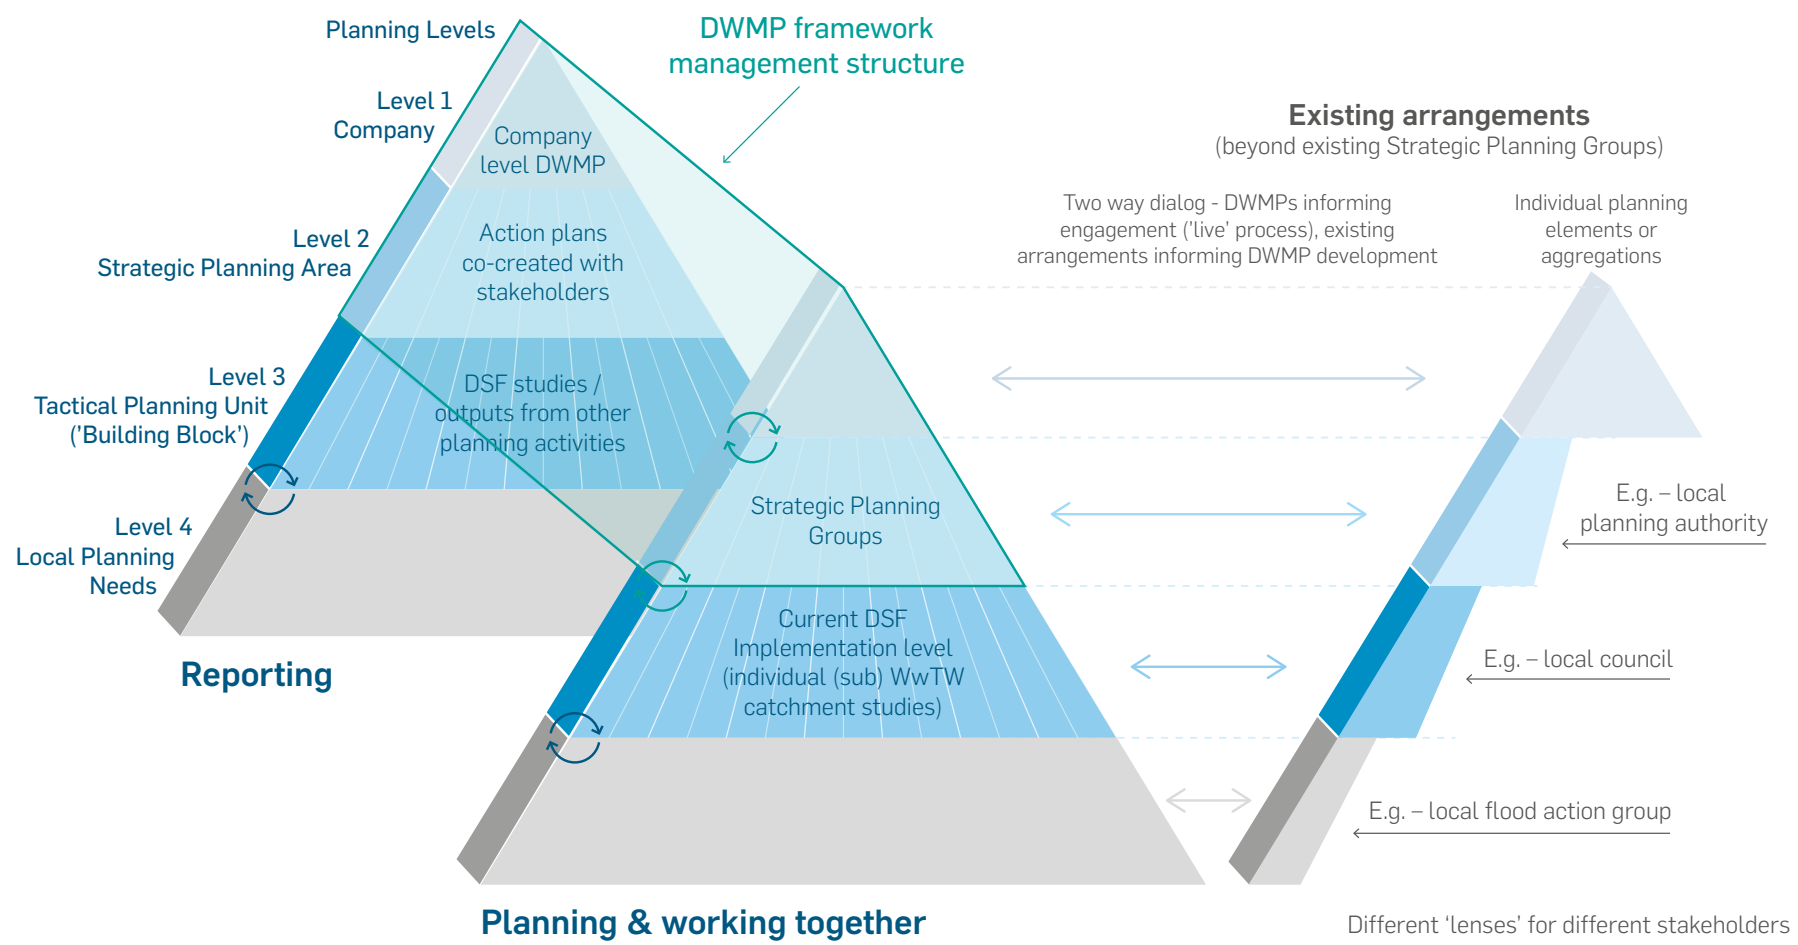 Planning Levels
Level 1
Company
Level 2
Strategic Planning Area
Level 3
Tactical Planning Unit
('Building Block')
Level 4
Local Planning
Needs
Reporting
DWMP framework
management structure
Company
level DWMP
Action plans
co-created with
stakeholders
DSF studies /
outputs from other
planning activities
Strategic Planning
Groups
Current DSF
Implementation level
(individual (sub) WwTW
catchment studies)
Planning & working together
Existing arrangements
(beyond existing Strategic Planning Groups)
Two way dialog - DWMPs informing
engagement ('live' process), existing
arrangements informing DWMP development
Individual planning
elements or
aggregations
E.g. – local
planning authority
E.g. – local council
E.g. – local flood action group
Different ‘lenses’ for different stakeholders